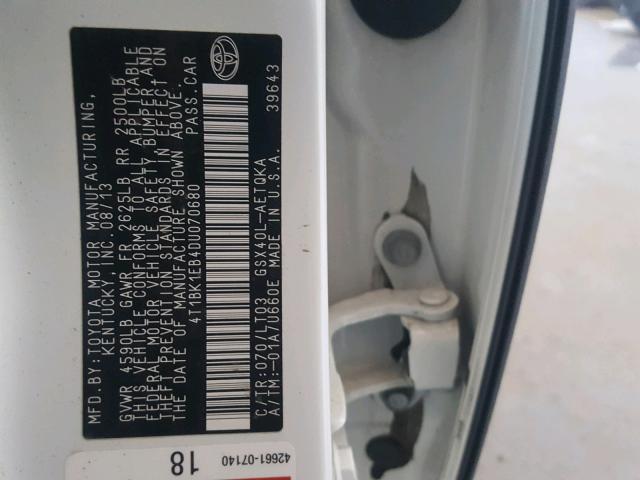 MFD.BY:TOYOTA MOTOR MANUFACTURING,
KENTUCKY, INC. 08/13
GVWR 4590LB GAWR FR 2625LB RR 2500LB
THIS VEHICLE CONFORMS TO ALL APPLICABLE
FEDERAL MOTOR VEHICLE SAFETY, BUMPER, AND
THEFT PREVENTION STANDARDS IN EFFECT ON
THE DATE OF MANUFACTURE SHOWN ABOVE.
4T1BK1EB4DU070680 PASS.CAR
C/TR:070/LT03 GSX40L-AETQKA
A/TM:-01A/U660E MADE IN U.S.A. 39643
42661-07140
18